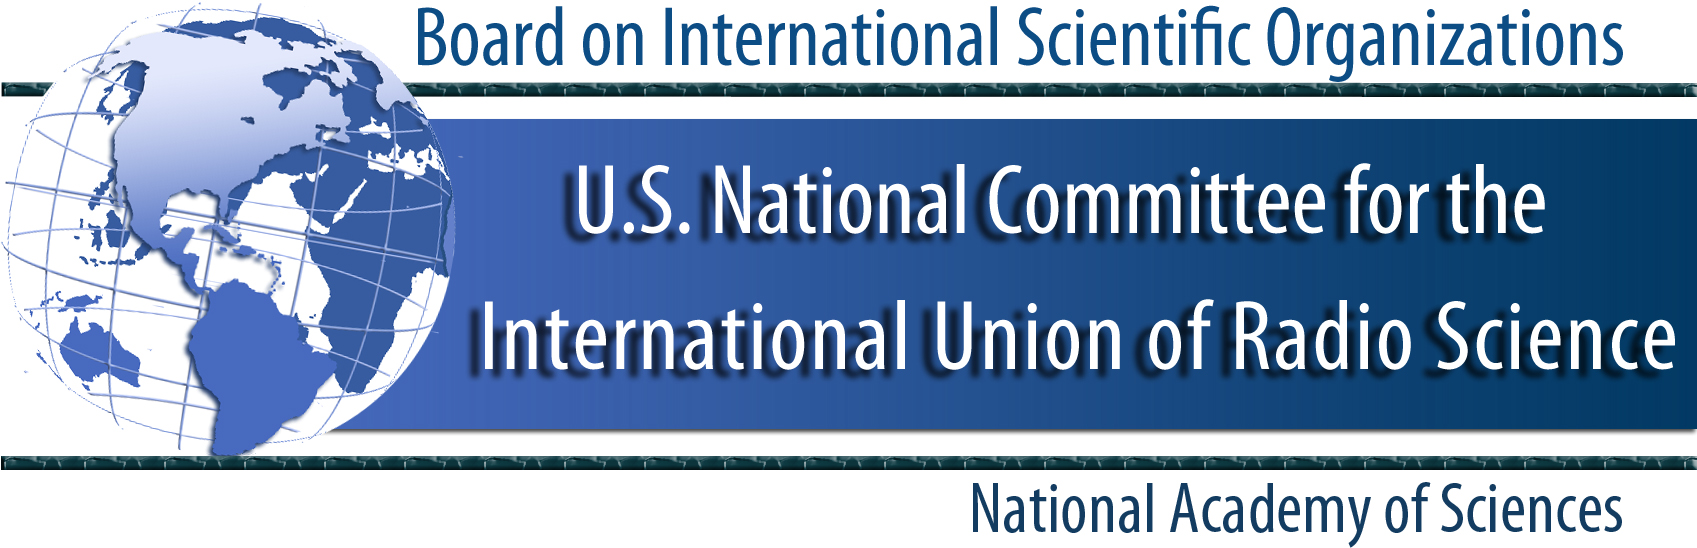 Board on International Scientific Organizations
U.S. National Committee for the
International Union of Radio Science
National Academy of Sciences